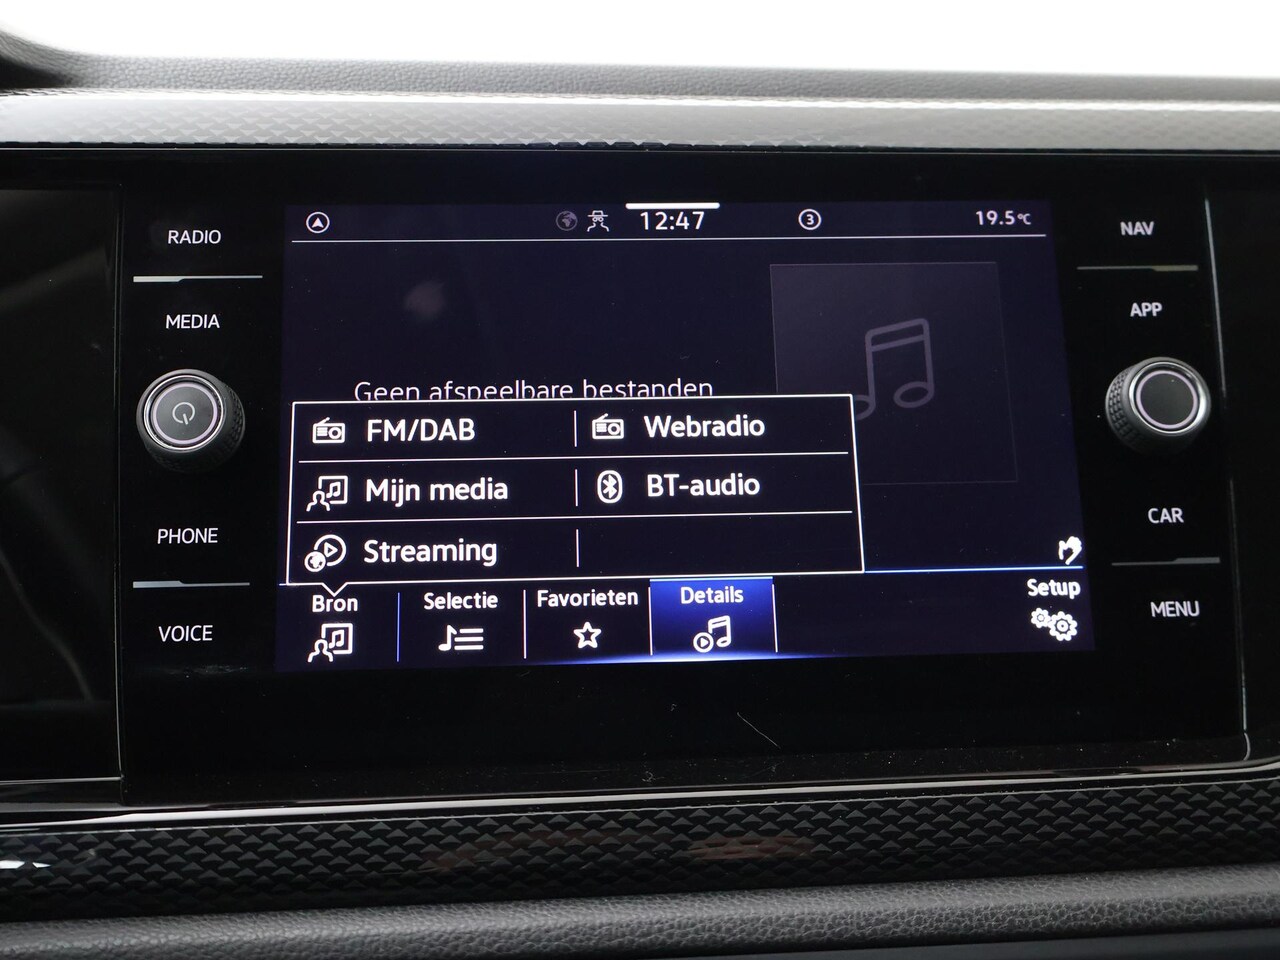 RADIO
MEDIA
PHONE
VOICE
12:47
3
19.5°C
Geen afspeelbare bestanden
FM/DAB
Webradio
Mijn media
BT-audio
Streaming
Bron
Selectie
Favorieten
Details
Setup
NAV
APP
CAR
MENU